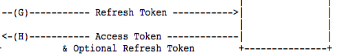 --(G)----------- Refresh Token ----------->| |
| |
<-(H)----------- Access Token -------------| |
& Optional Refresh Token +---------------+